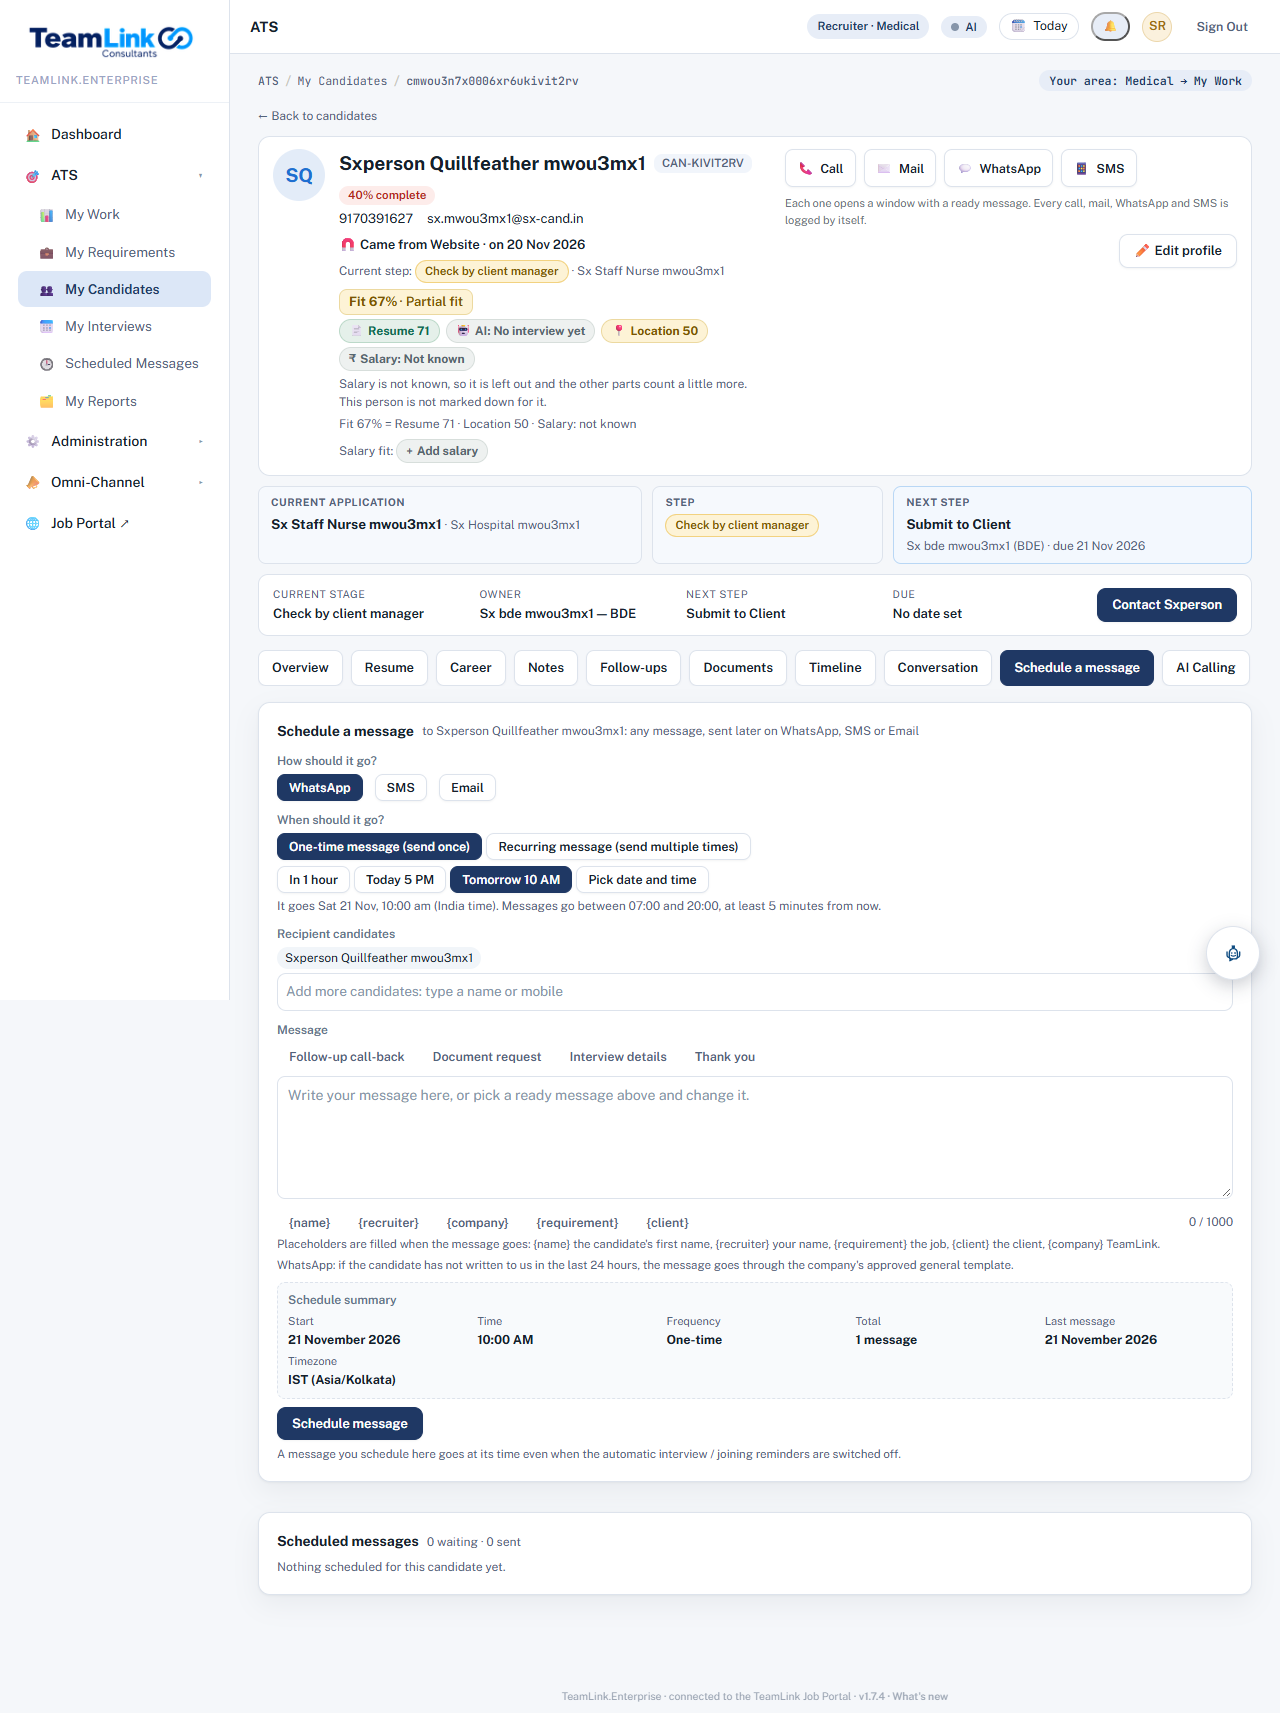 TeamLink
Consultants
TEAMLINK.ENTERPRISE
Dashboard
ATS
My Work
My Requirements
My Candidates
My Interviews
Scheduled Messages
My Reports
Administration
Omni-Channel
Job Portal ↗
ATS
Recruiter · Medical
AI
Today
SR
Sign Out
ATS / My Candidates / cmwou3n7x0006xr6ukivit2rv
Your area: Medical → My Work
← Back to candidates
SQ
Sxperson Quillfeather mwou3mx1 CAN-KIVIT2RV
40% complete
9170391627 sx.mwou3mx1@sx-cand.in
Came from Website · on 20 Nov 2026
Current step: Check by client manager · Sx Staff Nurse mwou3mx1
Fit 67% · Partial fit
Resume 71 AI: No interview yet Location 50
₹ Salary: Not known
Salary is not known, so it is left out and the other parts count a little more.
This person is not marked down for it.
Fit 67% = Resume 71 · Location 50 · Salary: not known
Salary fit: + Add salary
Call Mail WhatsApp SMS
Each one opens a window with a ready message. Every call, mail, WhatsApp and SMS is
logged by itself.
Edit profile
CURRENT APPLICATION
Sx Staff Nurse mwou3mx1 · Sx Hospital mwou3mx1
STEP
Check by client manager
NEXT STEP
Submit to Client
Sx bde mwou3mx1 (BDE) · due 21 Nov 2026
CURRENT STAGE
Check by client manager
OWNER
Sx bde mwou3mx1 — BDE
NEXT STEP
Submit to Client
DUE
No date set
Contact Sxperson
Overview Resume Career Notes Follow-ups Documents Timeline Conversation Schedule a message AI Calling
Schedule a message to Sxperson Quillfeather mwou3mx1: any message, sent later on WhatsApp, SMS or Email
How should it go?
WhatsApp SMS Email
When should it go?
One-time message (send once) Recurring message (send multiple times)
In 1 hour Today 5 PM Tomorrow 10 AM Pick date and time
It goes Sat 21 Nov, 10:00 am (India time). Messages go between 07:00 and 20:00, at least 5 minutes from now.
Recipient candidates
Sxperson Quillfeather mwou3mx1
Add more candidates: type a name or mobile
Message
Follow-up call-back Document request Interview details Thank you
Write your message here, or pick a ready message above and change it.
{name} {recruiter} {company} {requirement} {client} 0 / 1000
Placeholders are filled when the message goes: {name} the candidate's first name, {recruiter} your name, {requirement} the job, {client} the client, {company} TeamLink.
WhatsApp: if the candidate has not written to us in the last 24 hours, the message goes through the company's approved general template.
Schedule summary
Start Time Frequency Total Last message
21 November 2026 10:00 AM One-time 1 message 21 November 2026
Timezone
IST (Asia/Kolkata)
Schedule message
A message you schedule here goes at its time even when the automatic interview / joining reminders are switched off.
Scheduled messages 0 waiting · 0 sent
Nothing scheduled for this candidate yet.
TeamLink.Enterprise · connected to the TeamLink Job Portal · v1.7.4 · What's new